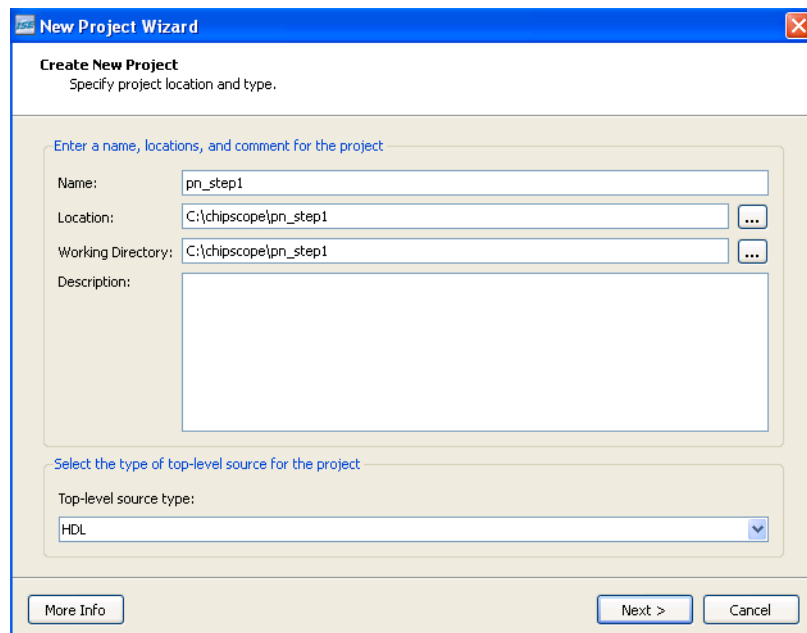 ISE New Project Wizard
Create New Project
Specify project location and type.
Enter a name, locations, and comment for the project
Name: pn_step1
Location: C:\chipscope\pn_step1 ...
Working Directory: C:\chipscope\pn_step1 ...
Description:
Select the type of top-level source for the project
Top-level source type:
HDL
More Info Next > Cancel